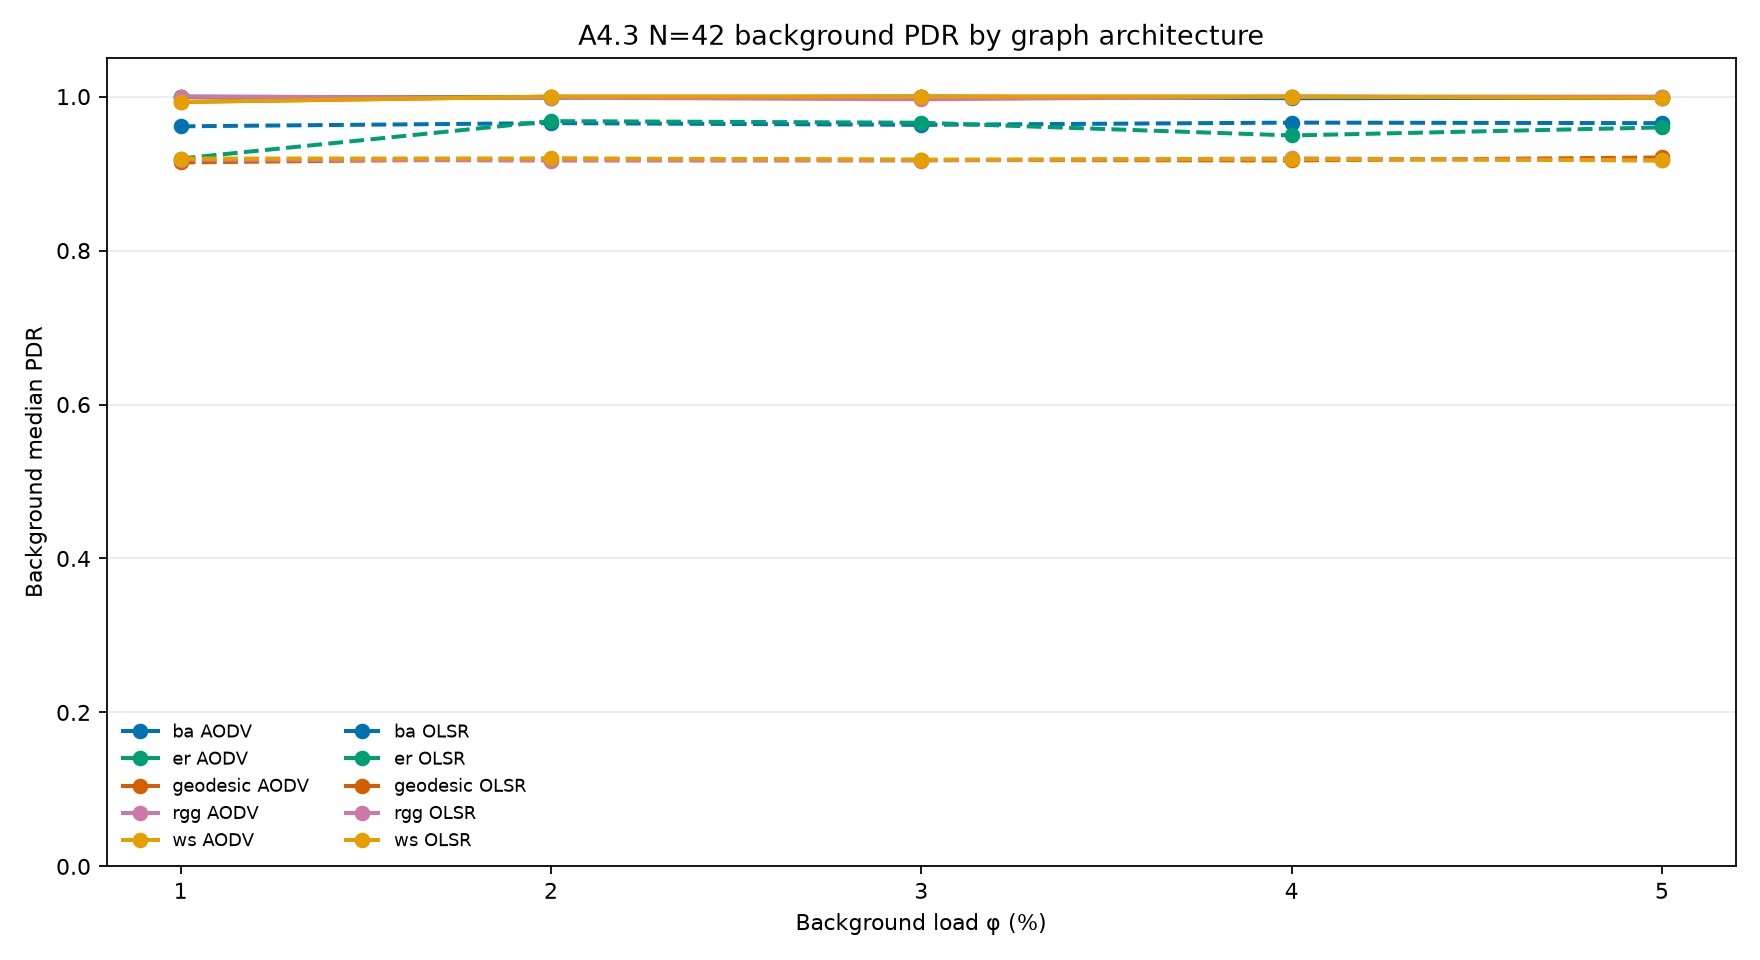 A4.3 N=42 background PDR by graph architecture
Background median PDR
1.0
0.8
0.6
0.4
0.2
0.0
ba AODV
er AODV
geodesic AODV
rgg AODV
ws AODV
ba OLSR
er OLSR
geodesic OLSR
rgg OLSR
ws OLSR
1 2 3 4 5
Background load φ (%)